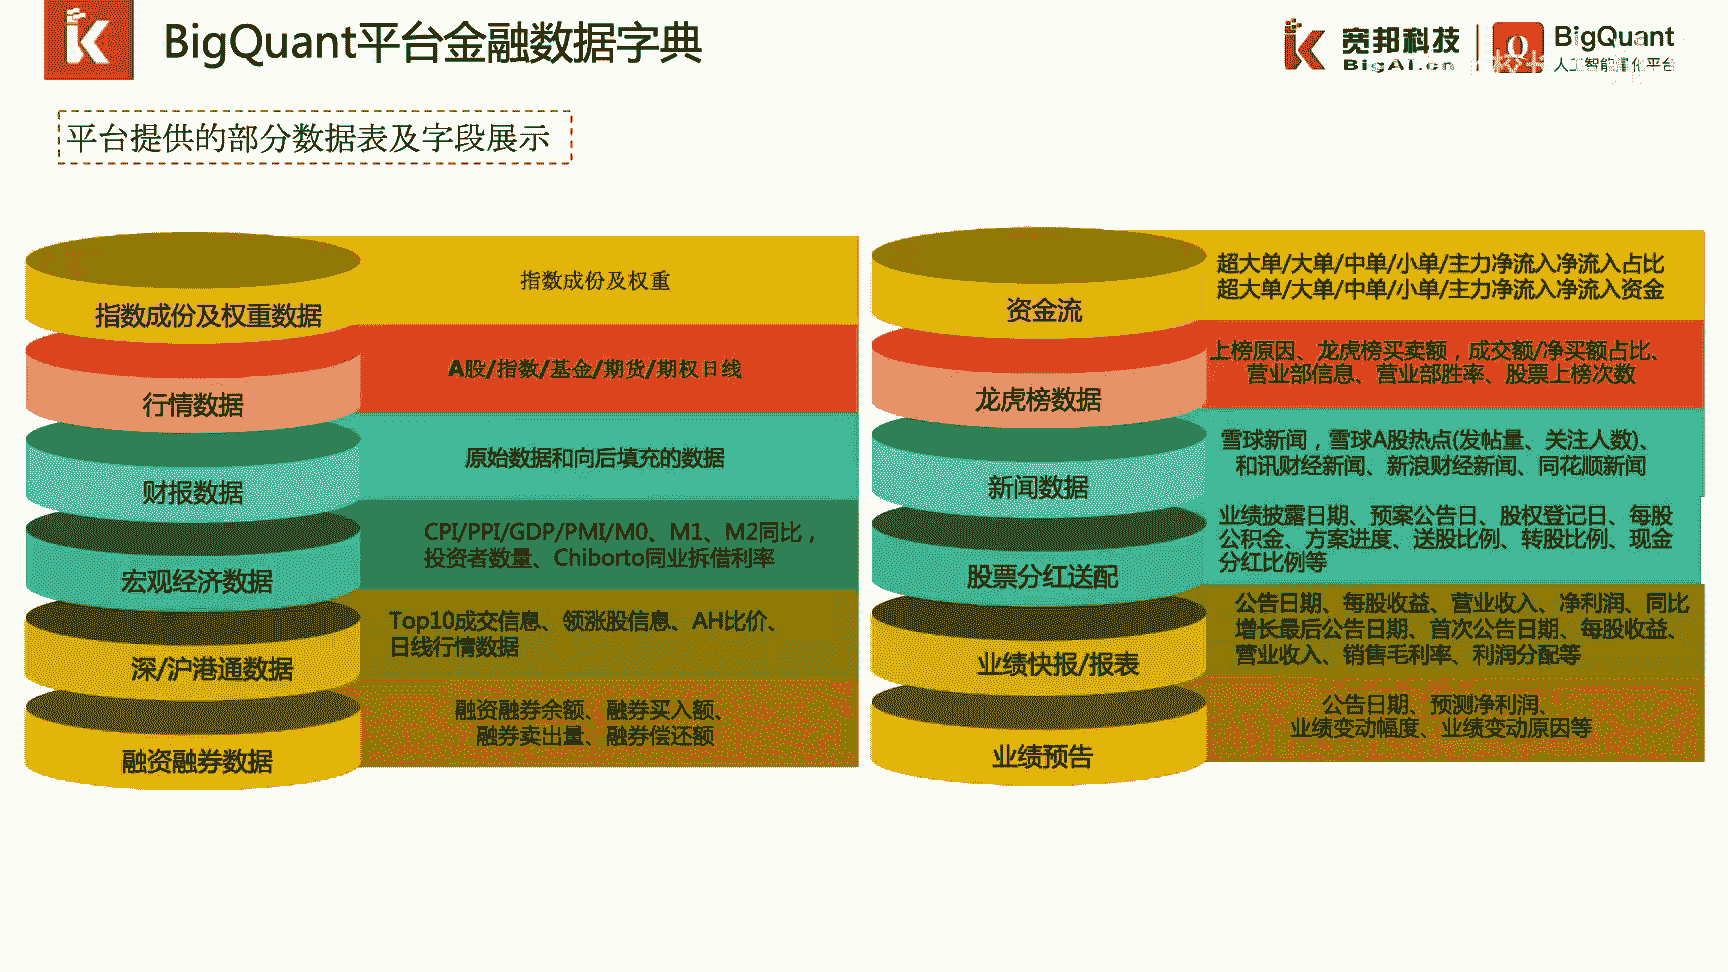 BigQuant平台金融数据字典
宽邦科技
BigAI.cn
BigQuant
人工智能量化平台
平台提供的部分数据表及字段展示
指数成份及权重数据
指数成份及权重
行情数据
A股/指数/基金/期货/期权日线
财报数据
原始数据和向后填充的数据
宏观经济数据
CPI/PPI/GDP/PMI/M0、M1、M2同比，
投资者数量、Chiborto同业拆借利率
深/沪港通数据
Top10成交信息、领涨股信息、AH比价、
日线行情数据
融资融券数据
融资融券余额、融券买入额、
融券卖出量、融券偿还额
资金流
超大单/大单/中单/小单/主力净流入净流入占比
超大单/大单/中单/小单/主力净流入净流入资金
龙虎榜数据
上榜原因、龙虎榜买卖额，成交额/净买额占比、
营业部信息、营业部胜率、股票上榜次数
新闻数据
雪球新闻，雪球A股热点(发帖量、关注人数)、
和讯财经新闻、新浪财经新闻、同花顺新闻
股票分红送配
业绩披露日期、预案公告日、股权登记日、每股
公积金、方案进度、送股比例、转股比例、现金
分红比例等
业绩快报/报表
公告日期、每股收益、营业收入、净利润、同比
增长最后公告日期、首次公告日期、每股收益、
营业收入、销售毛利率、利润分配等
业绩预告
公告日期、预测净利润、
业绩变动幅度、业绩变动原因等